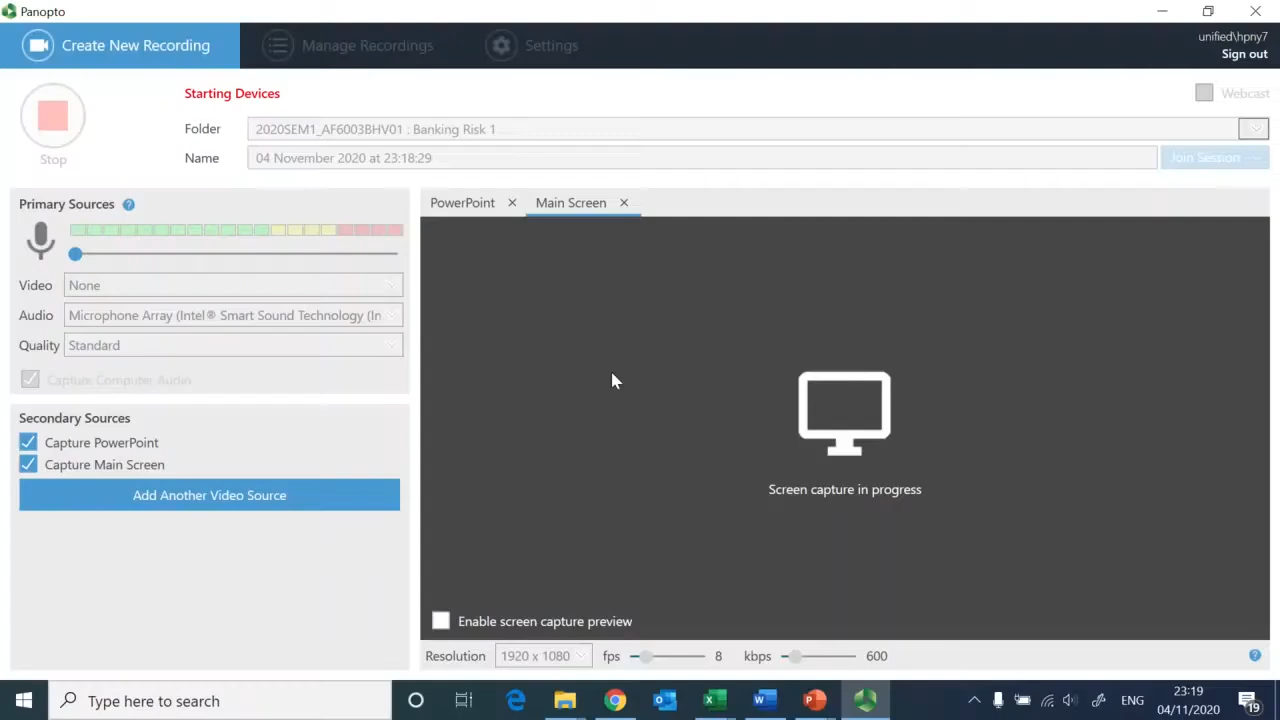 Panopto
Create New Recording
Manage Recordings
Settings
unified\hpny7
Sign out
Stop
Starting Devices
Webcast
Folder
2020SEM1_AF6003BHV01 : Banking Risk 1
Name
04 November 2020 at 23:18:29
Join Session
Primary Sources ?
Video
None
Audio
Microphone Array (Intel® Smart Sound Technology (In
Quality
Standard
Capture Computer Audio
Secondary Sources
Capture PowerPoint
Capture Main Screen
Add Another Video Source
PowerPoint
Main Screen
Screen capture in progress
Enable screen capture preview
Resolution 1920 x 1080 fps 8 kbps 600 ?
Type here to search
ENG
23:19
04/11/2020
19